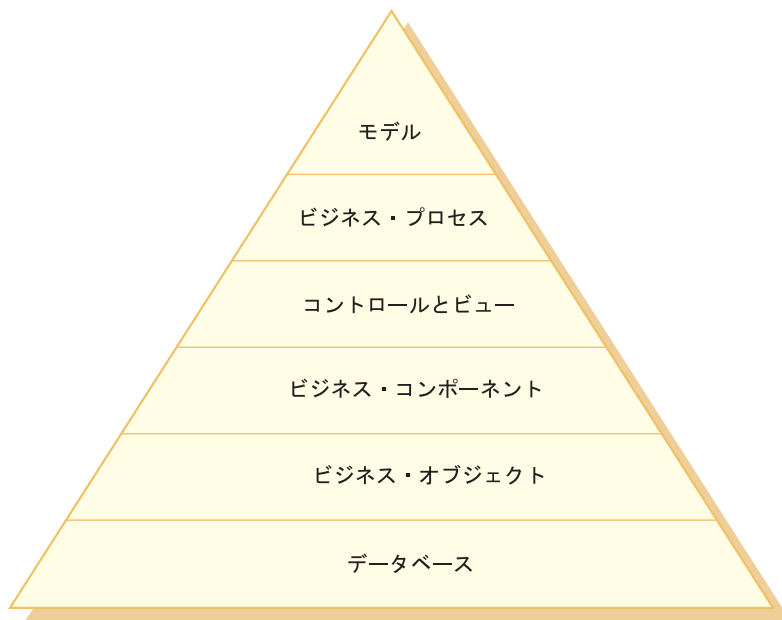 モデル
ビジネス・プロセス
コントロールとビュー
ビジネス・コンポーネント
ビジネス・オブジェクト
データベース